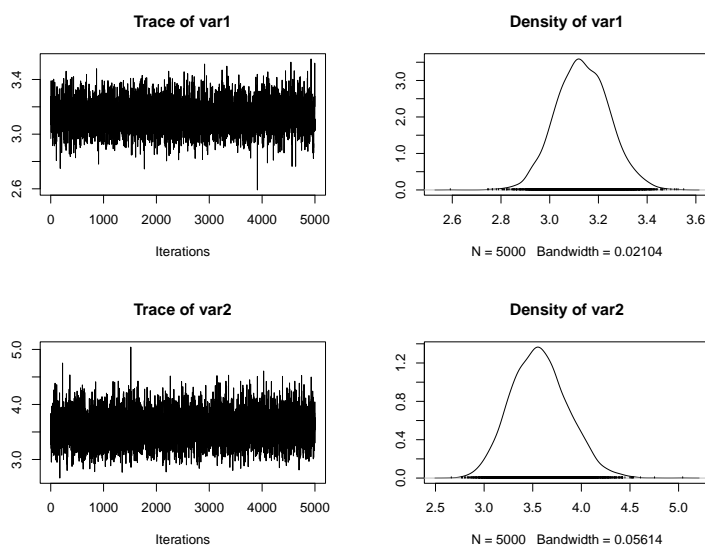 Trace of var1
3.4
3.0
2.6
0 1000 2000 3000 4000 5000
Iterations
Density of var1
3.0
2.0
1.0
0.0
2.6 2.8 3.0 3.2 3.4 3.6
N = 5000 Bandwidth = 0.02104
Trace of var2
5.0
4.0
3.0
0 1000 2000 3000 4000 5000
Iterations
Density of var2
1.2
0.8
0.4
0.0
2.5 3.0 3.5 4.0 4.5 5.0
N = 5000 Bandwidth = 0.05614